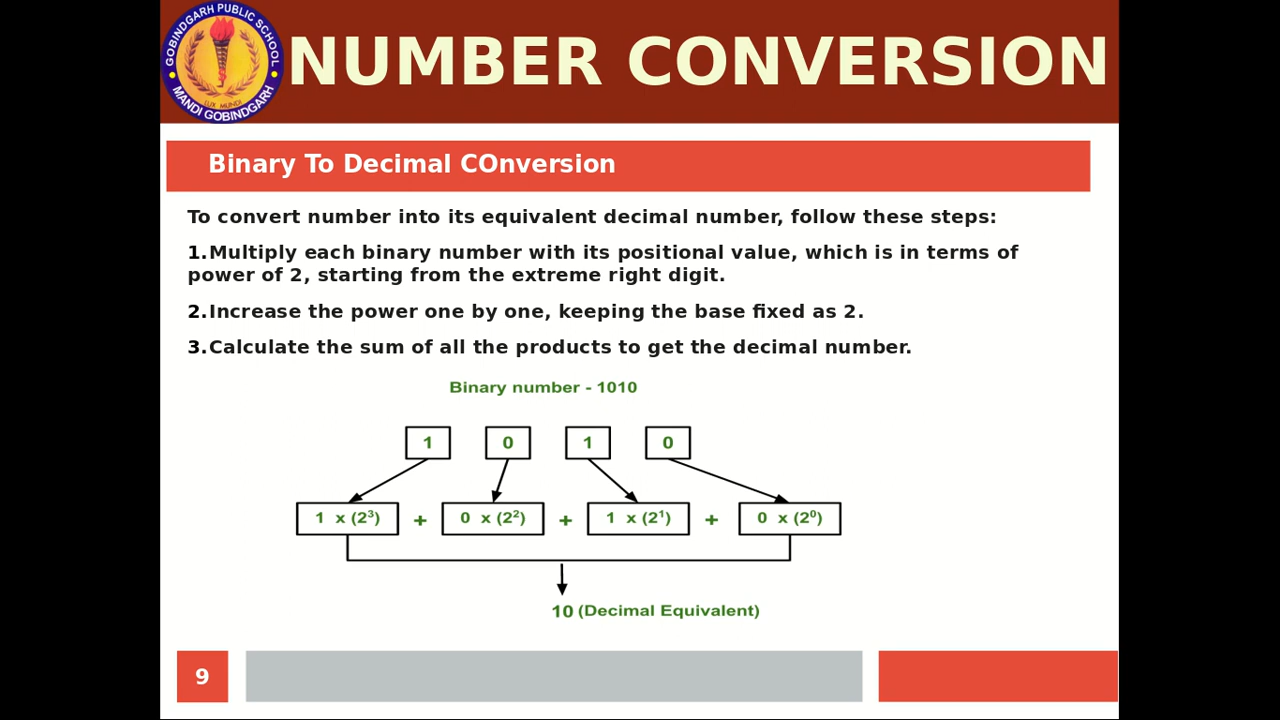 GOBINDGARH PUBLIC SCHOOL
LUX MUNDI
MANDI GOBINDGARH
NUMBER CONVERSION
Binary To Decimal COnversion
To convert number into its equivalent decimal number, follow these steps:
1.Multiply each binary number with its positional value, which is in terms of
power of 2, starting from the extreme right digit.
2.Increase the power one by one, keeping the base fixed as 2.
3.Calculate the sum of all the products to get the decimal number.
Binary number - 1010
1 0 1 0
1 x (2³) + 0 x (2²) + 1 x (2¹) + 0 x (2⁰)
10 (Decimal Equivalent)
9